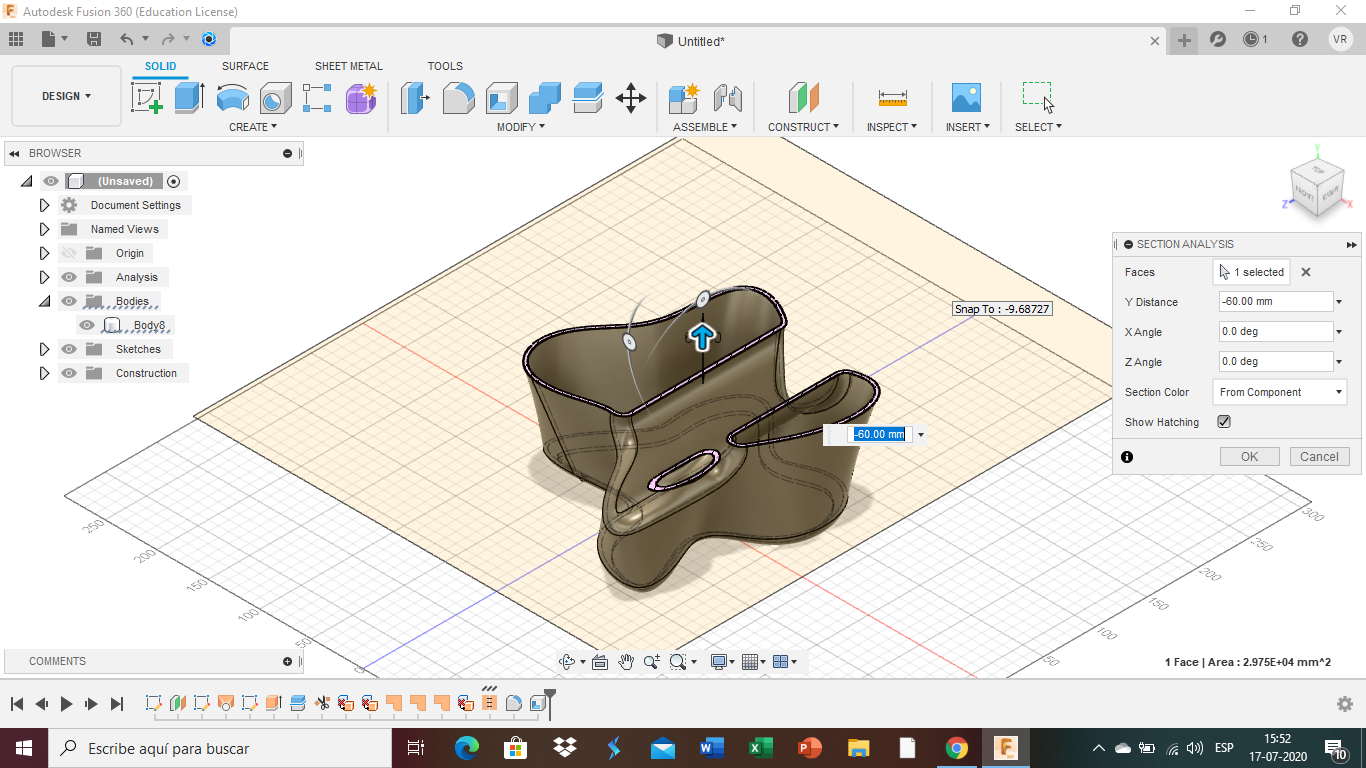 Autodesk Fusion 360 (Education License)
Untitled*
1
VR
DESIGN
SOLID SURFACE SHEET METAL TOOLS
CREATE MODIFY ASSEMBLE CONSTRUCT INSPECT INSERT SELECT
BROWSER
(Unsaved)
Document Settings
Named Views
Origin
Analysis
Bodies
Body8
Sketches
Construction
TOP
FRONT
RIGHT
Y
Z
X
SECTION ANALYSIS
Faces 1 selected
Y Distance -60.00 mm
X Angle 0.0 deg
Z Angle 0.0 deg
Section Color From Component
Show Hatching
OK Cancel
Snap To : -9.68727
-60.00 mm
250
200
150
100
50
300
250
200
150
100
50
COMMENTS
1 Face | Area : 2.975E+04 mm^2
Escribe aquí para buscar
ESP
15:52
17-07-2020
10